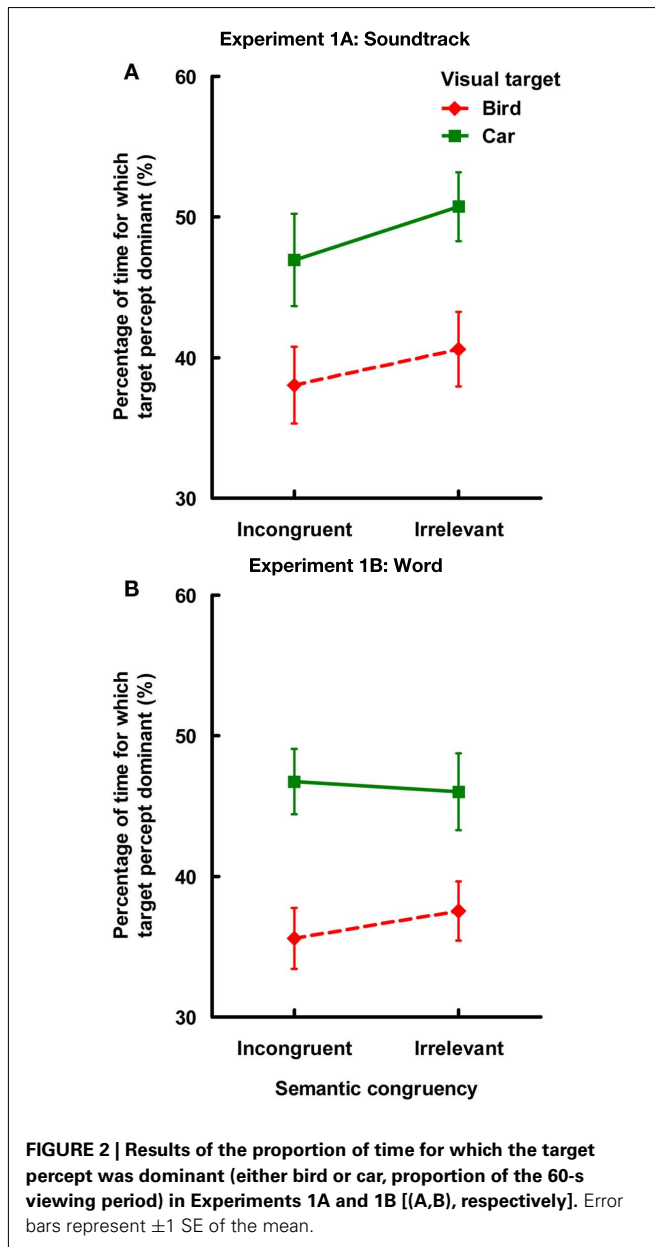 Experiment 1A: Soundtrack
A
Visual target
Bird
Car
Percentage of time for which
target percept dominant (%)
60
50
40
30
Incongruent
Irrelevant
Experiment 1B: Word
B
Percentage of time for which
target percept dominant (%)
60
50
40
30
Incongruent
Irrelevant
Semantic congruency
FIGURE 2 | Results of the proportion of time for which the target
percept was dominant (either bird or car, proportion of the 60-s
viewing period) in Experiments 1A and 1B [(A,B), respectively]. Error
bars represent ±1 SE of the mean.